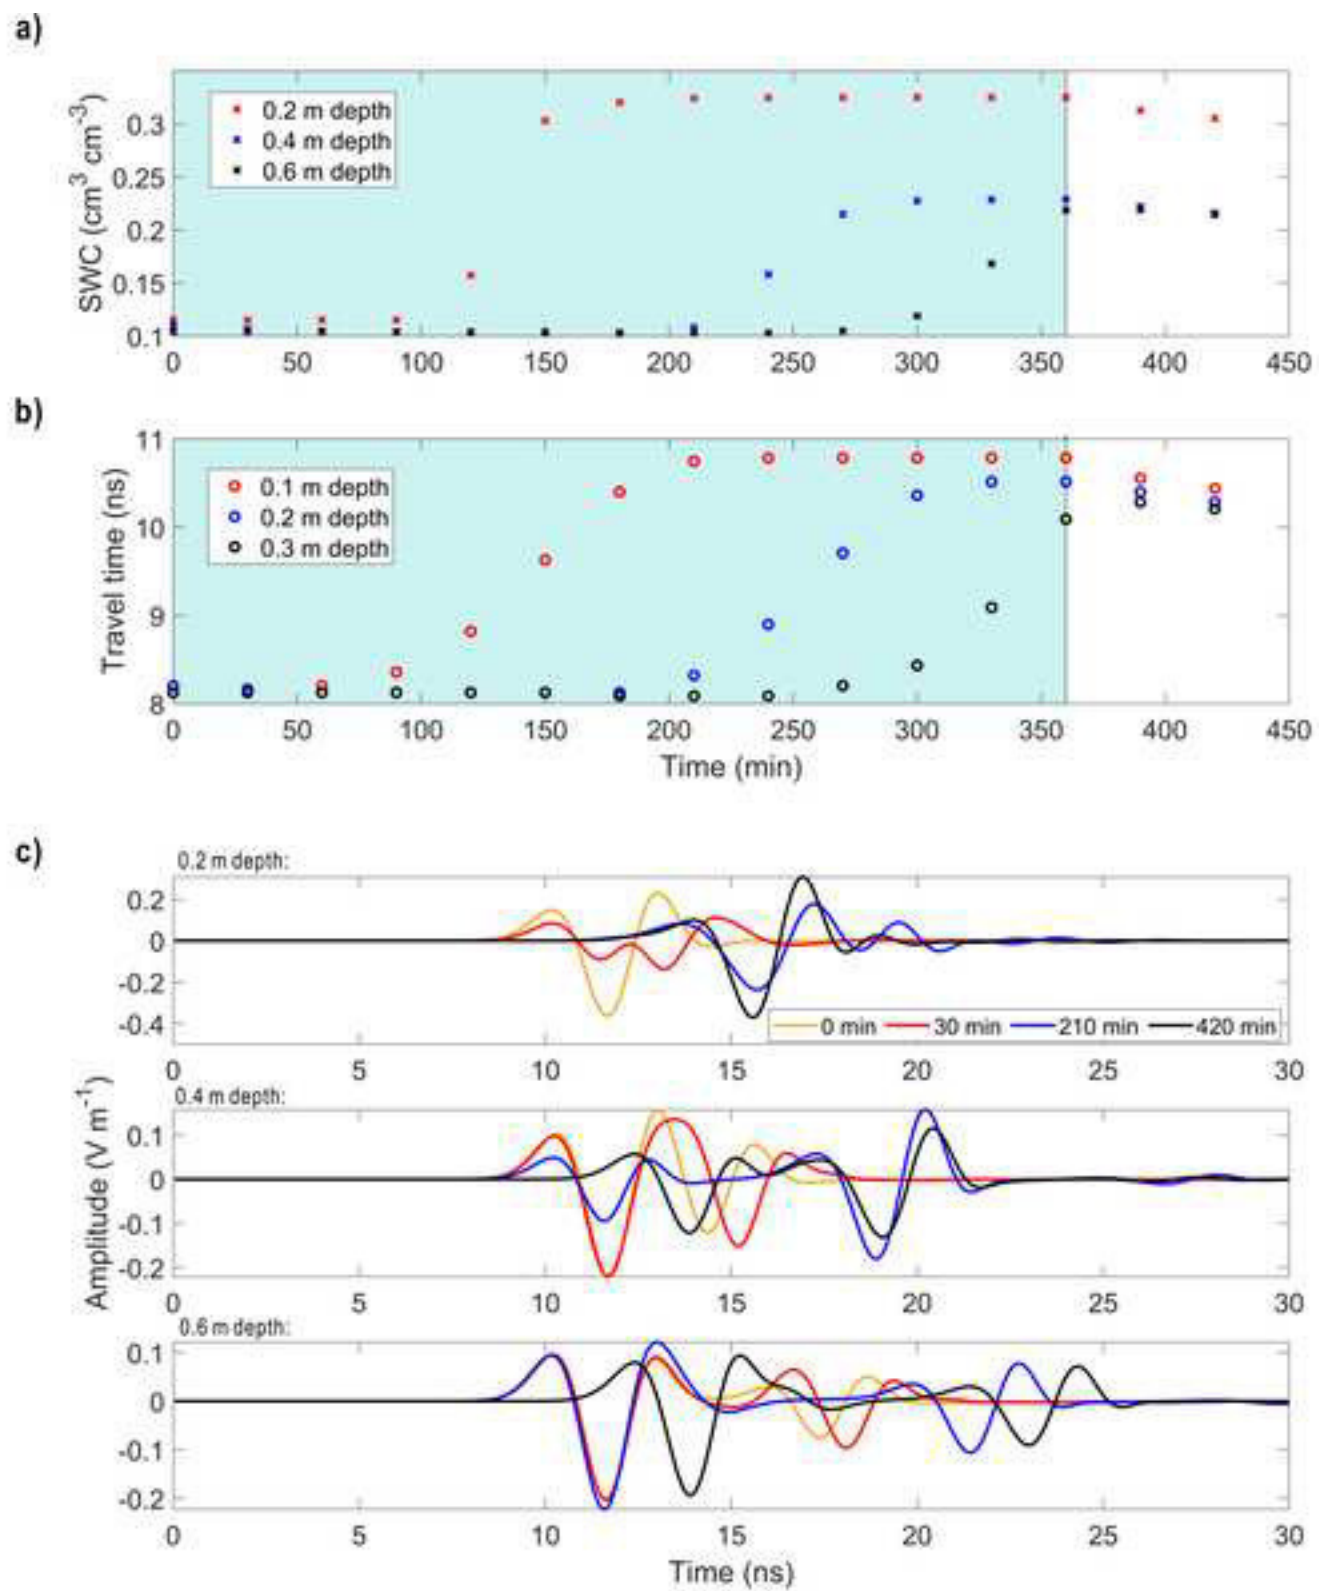 a)
SWC (cm3 cm-3)
0.3
0.25
0.2
0.15
0.1
0.2 m depth
0.4 m depth
0.6 m depth
0 50 100 150 200 250 300 350 400 450
b)
Travel time (ns)
11
10
9
8
0.1 m depth
0.2 m depth
0.3 m depth
0 50 100 150 200 250 300 350 400 450
Time (min)
c)
Amplitude (V m-1)
0.2 m depth:
0.2
0
-0.2
-0.4
0 min 30 min 210 min 420 min
0 5 10 15 20 25 30
0.4 m depth:
0.1
0
-0.1
-0.2
0 5 10 15 20 25 30
0.6 m depth:
0.1
0
-0.1
-0.2
0 5 10 15 20 25 30
Time (ns)